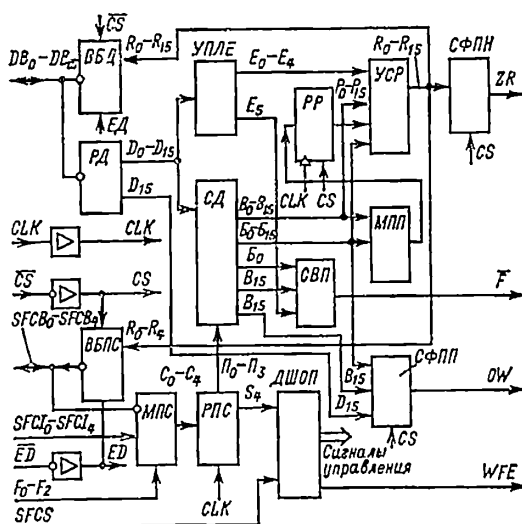 C̅S̅
DB₀-DB₁₅
ВБД
R₀-R₁₅
ЕД
РД
D₀-D₁₅
D₁₅
УПЛЕ
E₀-E₄
E₅
РР
CLK
CS
P₀-P₁₅
УСР
R₀-R₁₅
СФПН
ZR
CS
СД
B₀-B₁₅
Б₀-Б₁₅
Б₀
B₁₅
B₁₅
МПП
СВП
F̅
CLK
CLK
C̅S̅
CS
SFCB₀-SFCB₄
ВБПС
R₀-R₄
C₀-C₄
П₀-П₃
S₄
МПС
РПС
CLK
ДШОП
Сигналы
управления
СФПП
B₁₅
D₁₅
CS
OW
WFE
SFCI₀-SFCI₄
E̅D̅
ED
F₀-F₂
SFCS